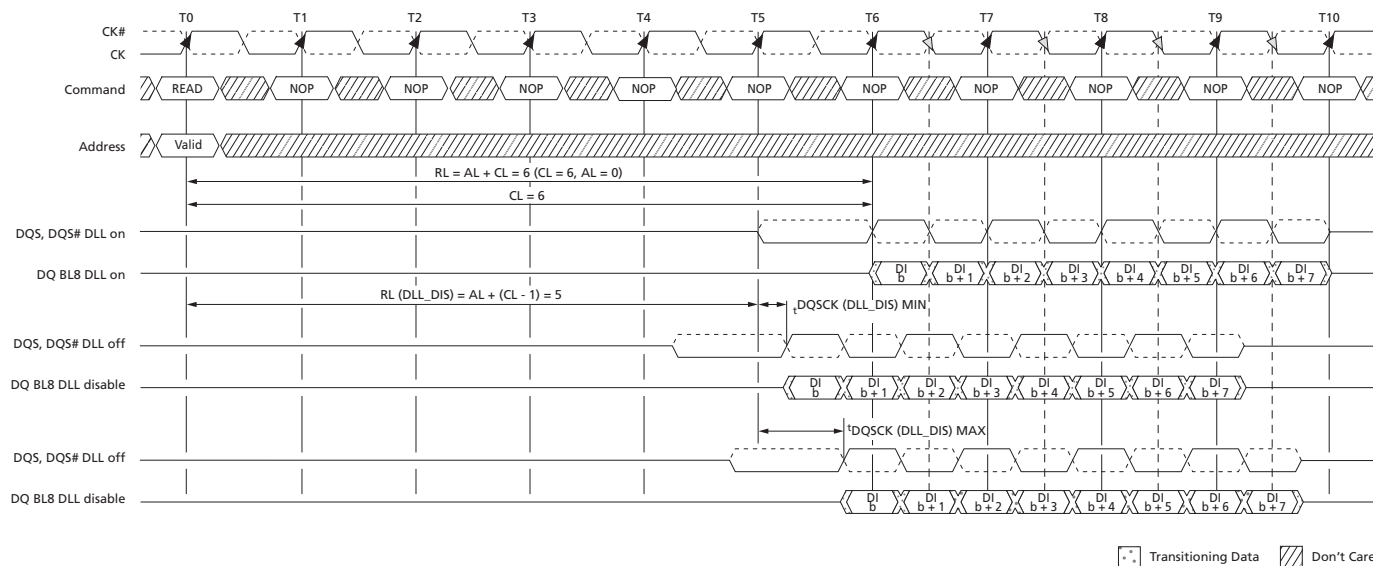 T0 T1 T2 T3 T4 T5 T6 T7 T8 T9 T10
CK#
CK
Command READ NOP NOP NOP NOP NOP NOP NOP NOP NOP NOP
Address Valid
RL = AL + CL = 6 (CL = 6, AL = 0)
CL = 6
DQS, DQS# DLL on
DQ BL8 DLL on DI b DI b + 1 DI b + 2 DI b + 3 DI b + 4 DI b + 5 DI b + 6 DI b + 7
RL (DLL_DIS) = AL + (CL - 1) = 5 tDQSCK (DLL_DIS) MIN
DQS, DQS# DLL off
DQ BL8 DLL disable DI b DI b + 1 DI b + 2 DI b + 3 DI b + 4 DI b + 5 DI b + 6 DI b + 7
tDQSCK (DLL_DIS) MAX
DQS, DQS# DLL off
DQ BL8 DLL disable DI b DI b + 1 DI b + 2 DI b + 3 DI b + 4 DI b + 5 DI b + 6 DI b + 7
Transitioning Data Don't Care